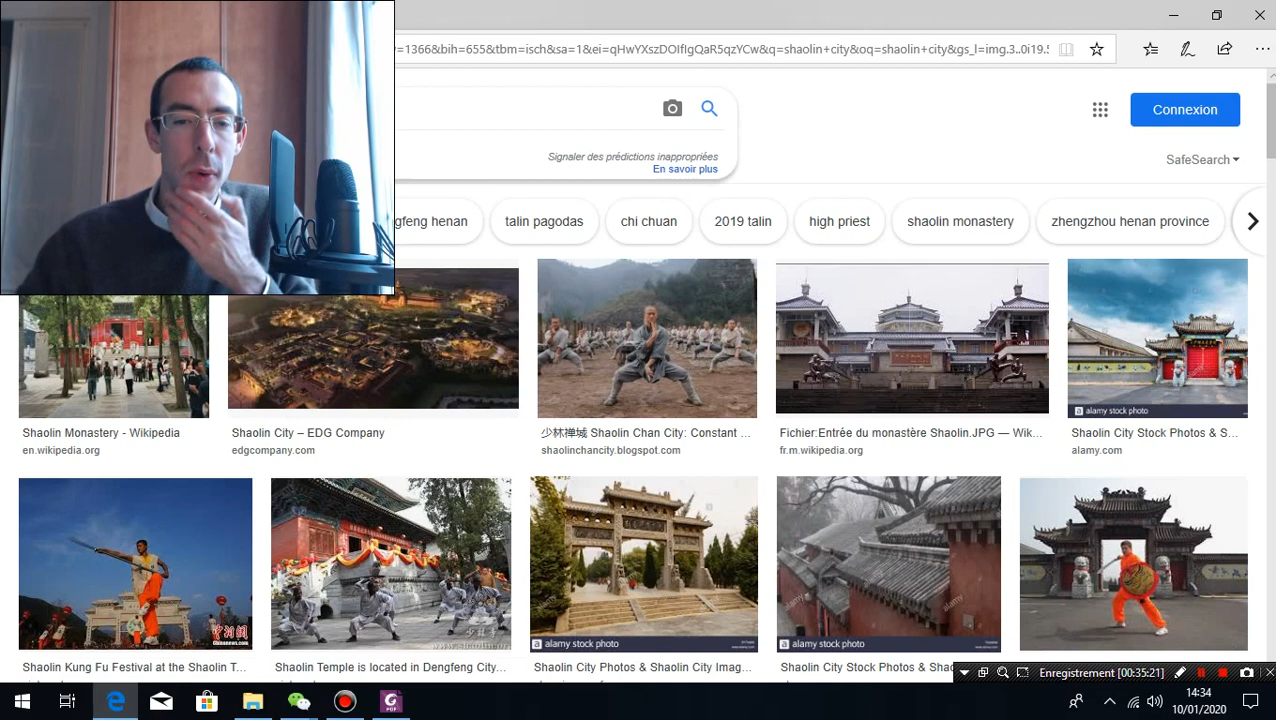 =1366&bih=655&tbm=isch&sa=1&ei=qHwYXszDOIfIgQaR5qzYCw&q=shaolin+city&oq=shaolin+city&gs_l=img.3..0i19.5
Connexion
Signaler des prédictions inappropriées
En savoir plus
SafeSearch
gfeng henan
talin pagodas
chi chuan
2019 talin
high priest
shaolin monastery
zhengzhou henan province
alamy stock photo
Shaolin Monastery - Wikipedia
Shaolin City – EDG Company
少林禅城 Shaolin Chan City: Constant ...
Fichier:Entrée du monastère Shaolin.JPG — Wik...
Shaolin City Stock Photos & S...
en.wikipedia.org
edgcompany.com
shaolinchancity.blogspot.com
fr.m.wikipedia.org
alamy.com
alamy stock photo
alamy stock photo
Shaolin Kung Fu Festival at the Shaolin T...
Shaolin Temple is located in Dengfeng City...
Shaolin City Photos & Shaolin City Imag...
Shaolin City Stock Photos & Sha
Enregistrement [00:35:21]
14:34
10/01/2020